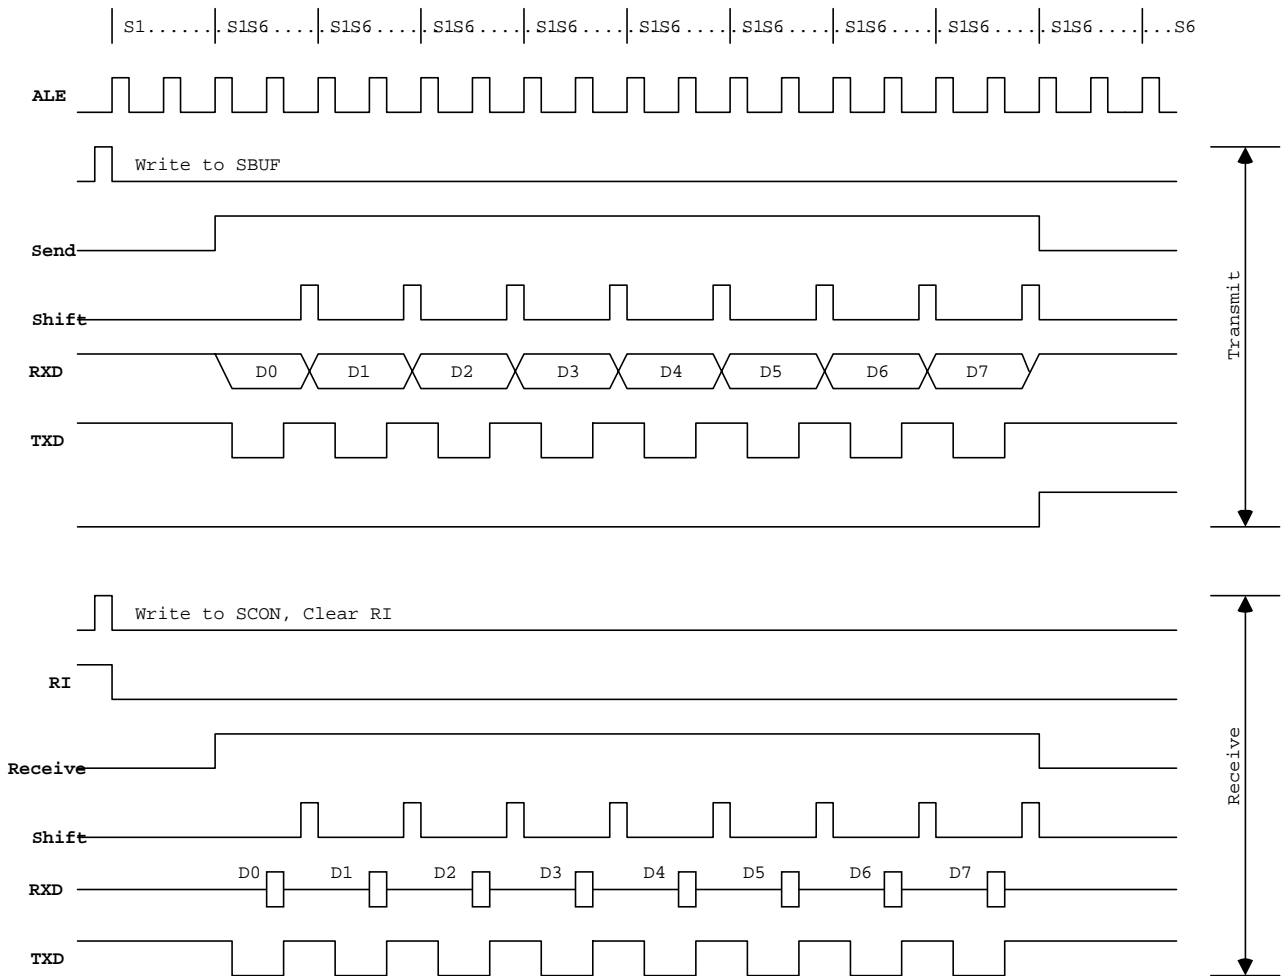 S1........S1S6.....S1S6.....S1S6.....S1S6.....S1S6.....S1S6.....S1S6.....S1S6.....S1S6.......S6
ALE
Write to SBUF
Send
Shift
RXD D0 D1 D2 D3 D4 D5 D6 D7
TXD
Transmit
Write to SCON, Clear RI
RI
Receive
Shift
RXD D0 D1 D2 D3 D4 D5 D6 D7
TXD
Receive